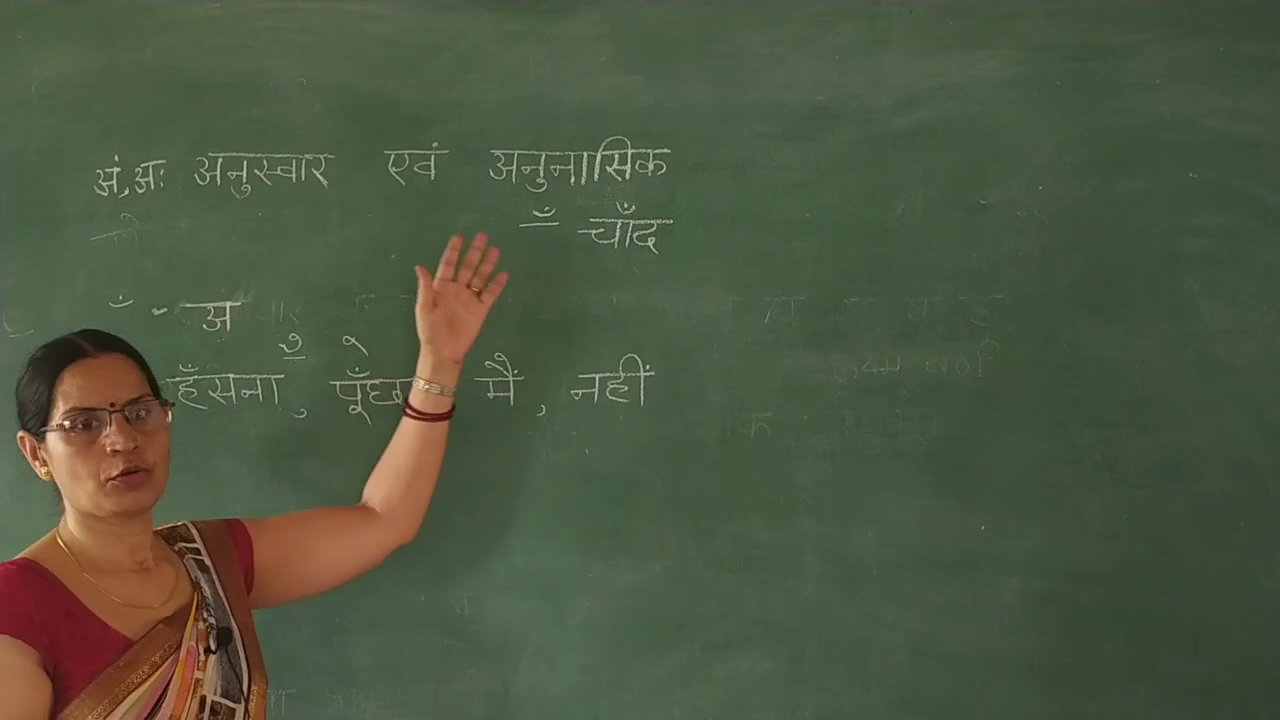 अं,अः अनुस्वार एवं अनुनासिक
ँ चाँद
ँ - अ
हँसना, पूँछ मैं, नहीं